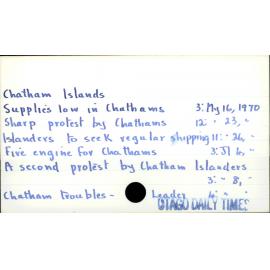 Chatham Islands
Supplies low in Chathams 3: My 16, 1970
Sharp protest by Chathams 12: " 23, "
Islanders to seek regular shipping 11: " 26, "
Fire engine for Chathams 3: Jl 6, "
A second protest by Chatham Islanders
3: " 8, "
Chatham troubles - Leader 4: " "
OTAGO DAILY TIMES